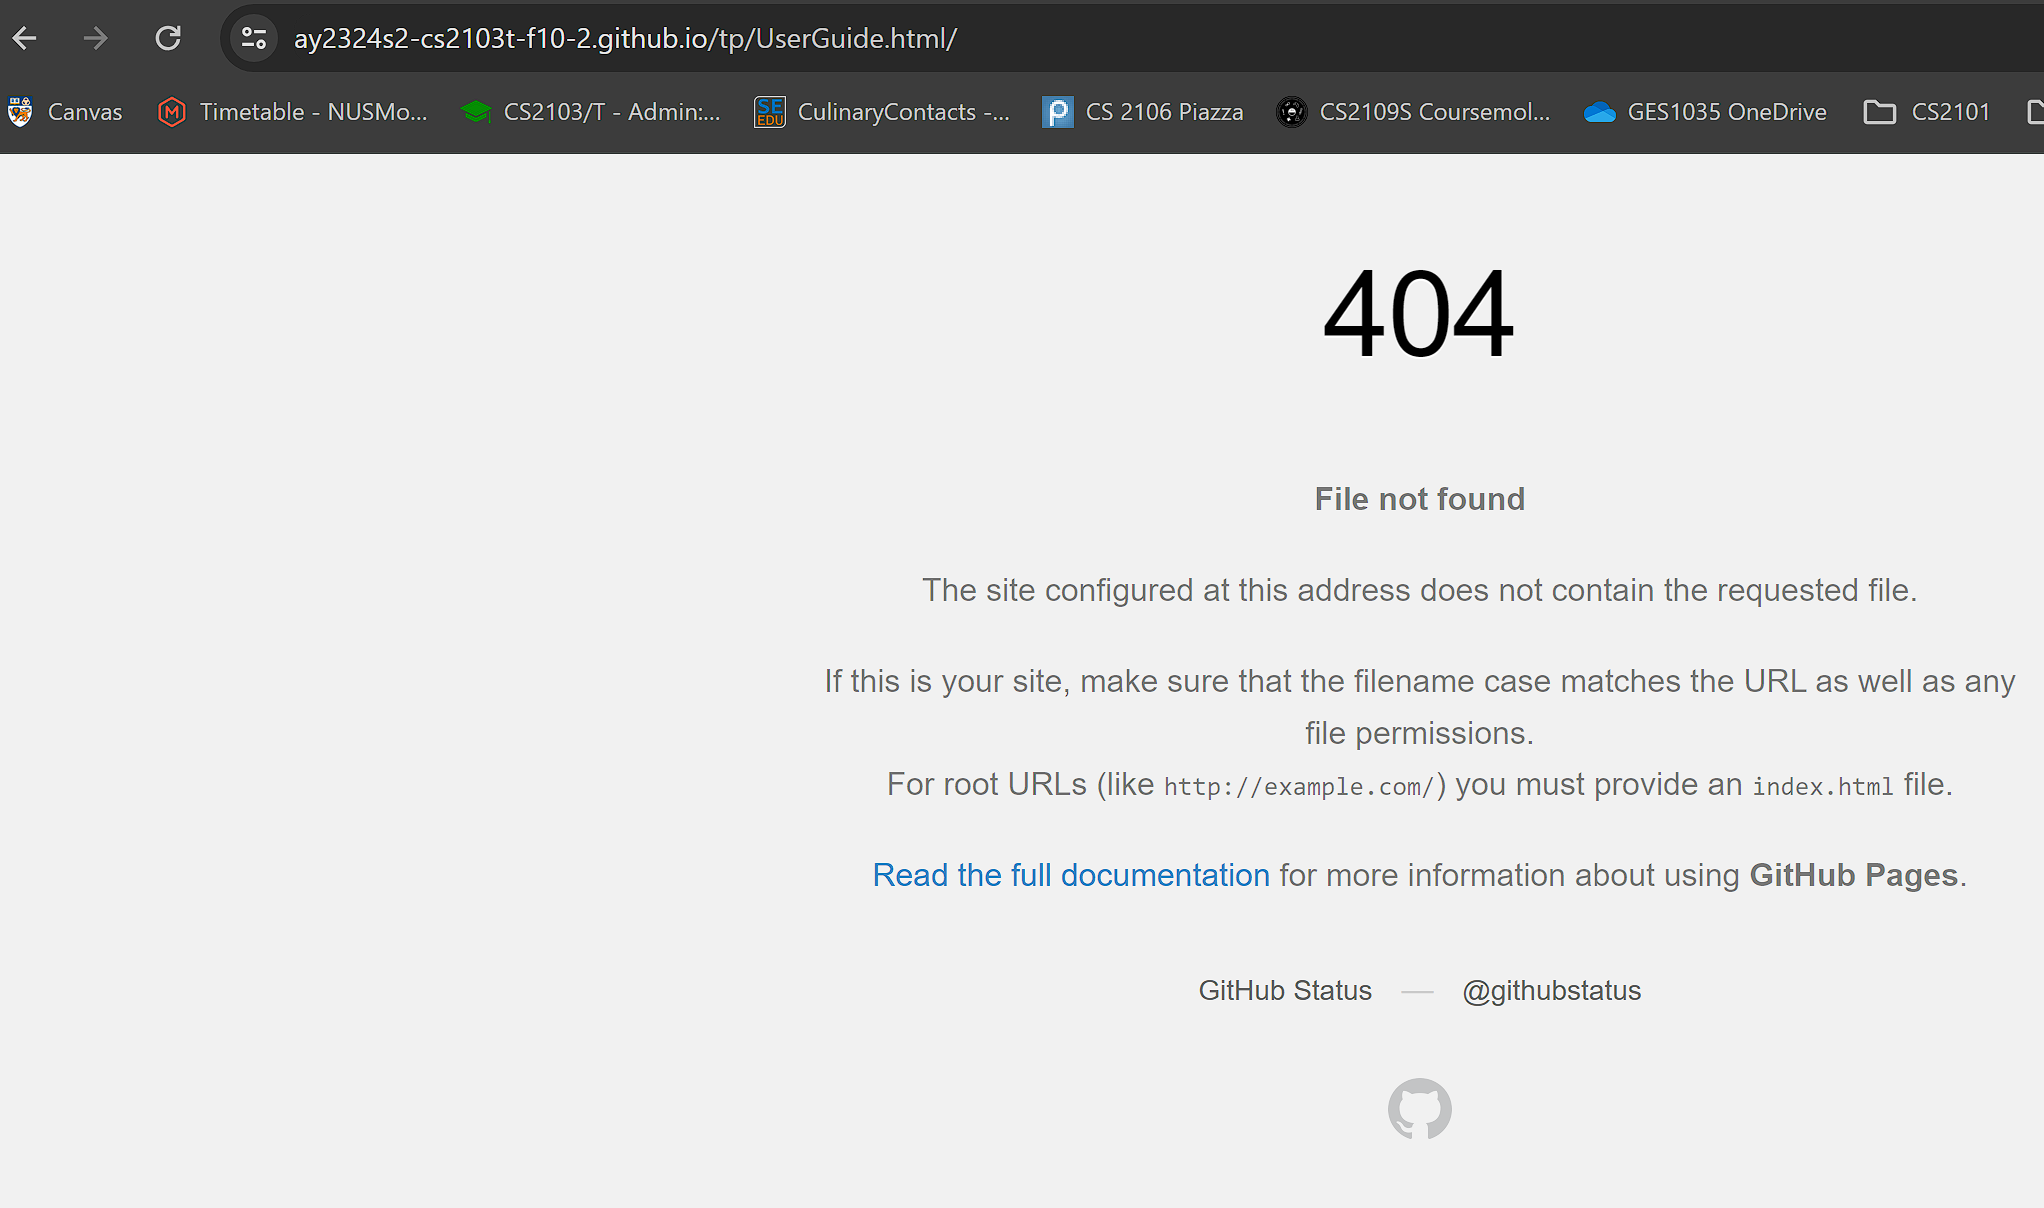 ay2324s2-cs2103t-f10-2.github.io/tp/UserGuide.html/
Canvas Timetable - NUSMo... CS2103/T - Admin:... SE EDU CulinaryContacts -... CS 2106 Piazza CS2109S Coursemol... GES1035 OneDrive CS2101
404
File not found
The site configured at this address does not contain the requested file.
If this is your site, make sure that the filename case matches the URL as well as any
file permissions.
For root URLs (like http://example.com/) you must provide an index.html file.
Read the full documentation for more information about using GitHub Pages.
GitHub Status — @githubstatus